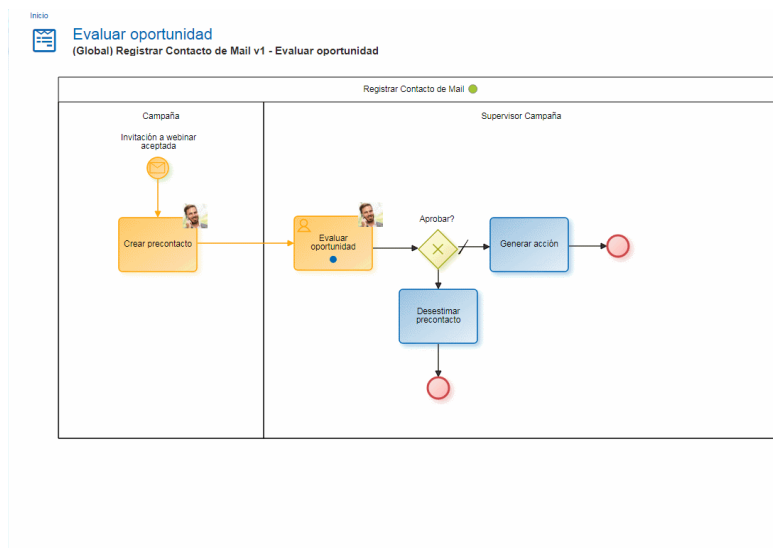 Inicio
Evaluar oportunidad
(Global) Registrar Contacto de Mail v1 - Evaluar oportunidad
Registrar Contacto de Mail
Campaña
Supervisor Campaña
Invitación a webinar
aceptada
Crear precontacto
Evaluar
oportunidad
Aprobar?
Generar acción
Desestimar
precontacto